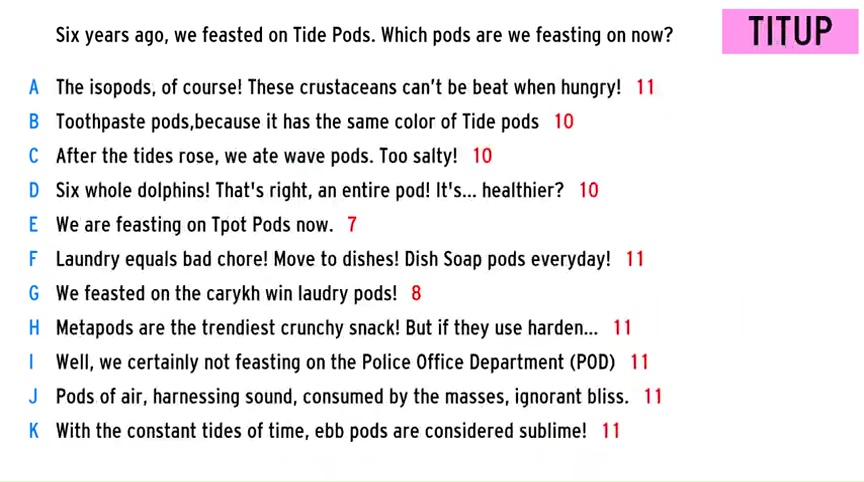 Six years ago, we feasted on Tide Pods. Which pods are we feasting on now?
TITUP
A The isopods, of course! These crustaceans can't be beat when hungry! 11
B Toothpaste pods,because it has the same color of Tide pods 10
C After the tides rose, we ate wave pods. Too salty! 10
D Six whole dolphins! That's right, an entire pod! It's... healthier? 10
E We are feasting on Tpot Pods now. 7
F Laundry equals bad chore! Move to dishes! Dish Soap pods everyday! 11
G We feasted on the carykh win laudry pods! 8
H Metapods are the trendiest crunchy snack! But if they use harden... 11
I Well, we certainly not feasting on the Police Office Department (POD) 11
J Pods of air, harnessing sound, consumed by the masses, ignorant bliss. 11
K With the constant tides of time, ebb pods are considered sublime! 11